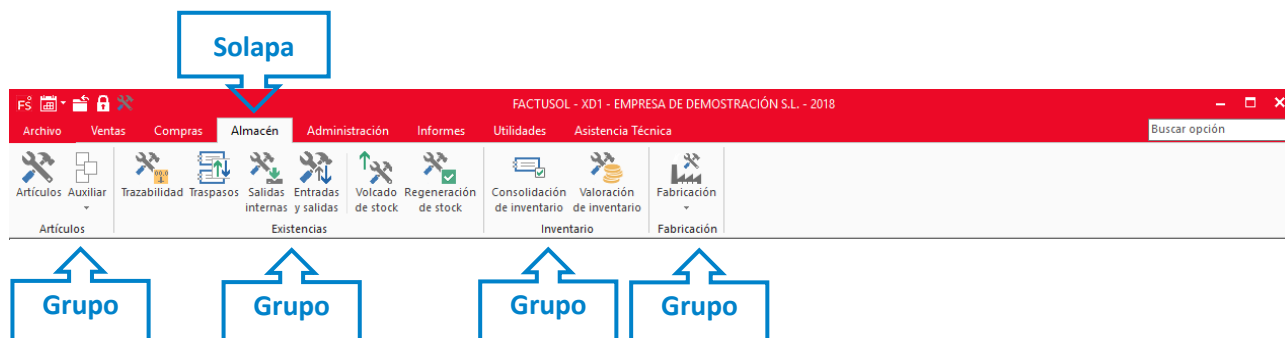 Solapa
FS FACTUSOL - XD1 - EMPRESA DE DEMOSTRACIÓN S.L. - 2018
Archivo Ventas Compras Almacén Administración Informes Utilidades Asistencia Técnica Buscar opción
Artículos Auxiliar Trazabilidad Traspasos Salidas Entradas Volcado Regeneración Consolidación Valoración Fabricación
internas y salidas de stock de stock de inventario de inventario
Artículos Existencias Inventario Fabricación
Grupo Grupo Grupo Grupo